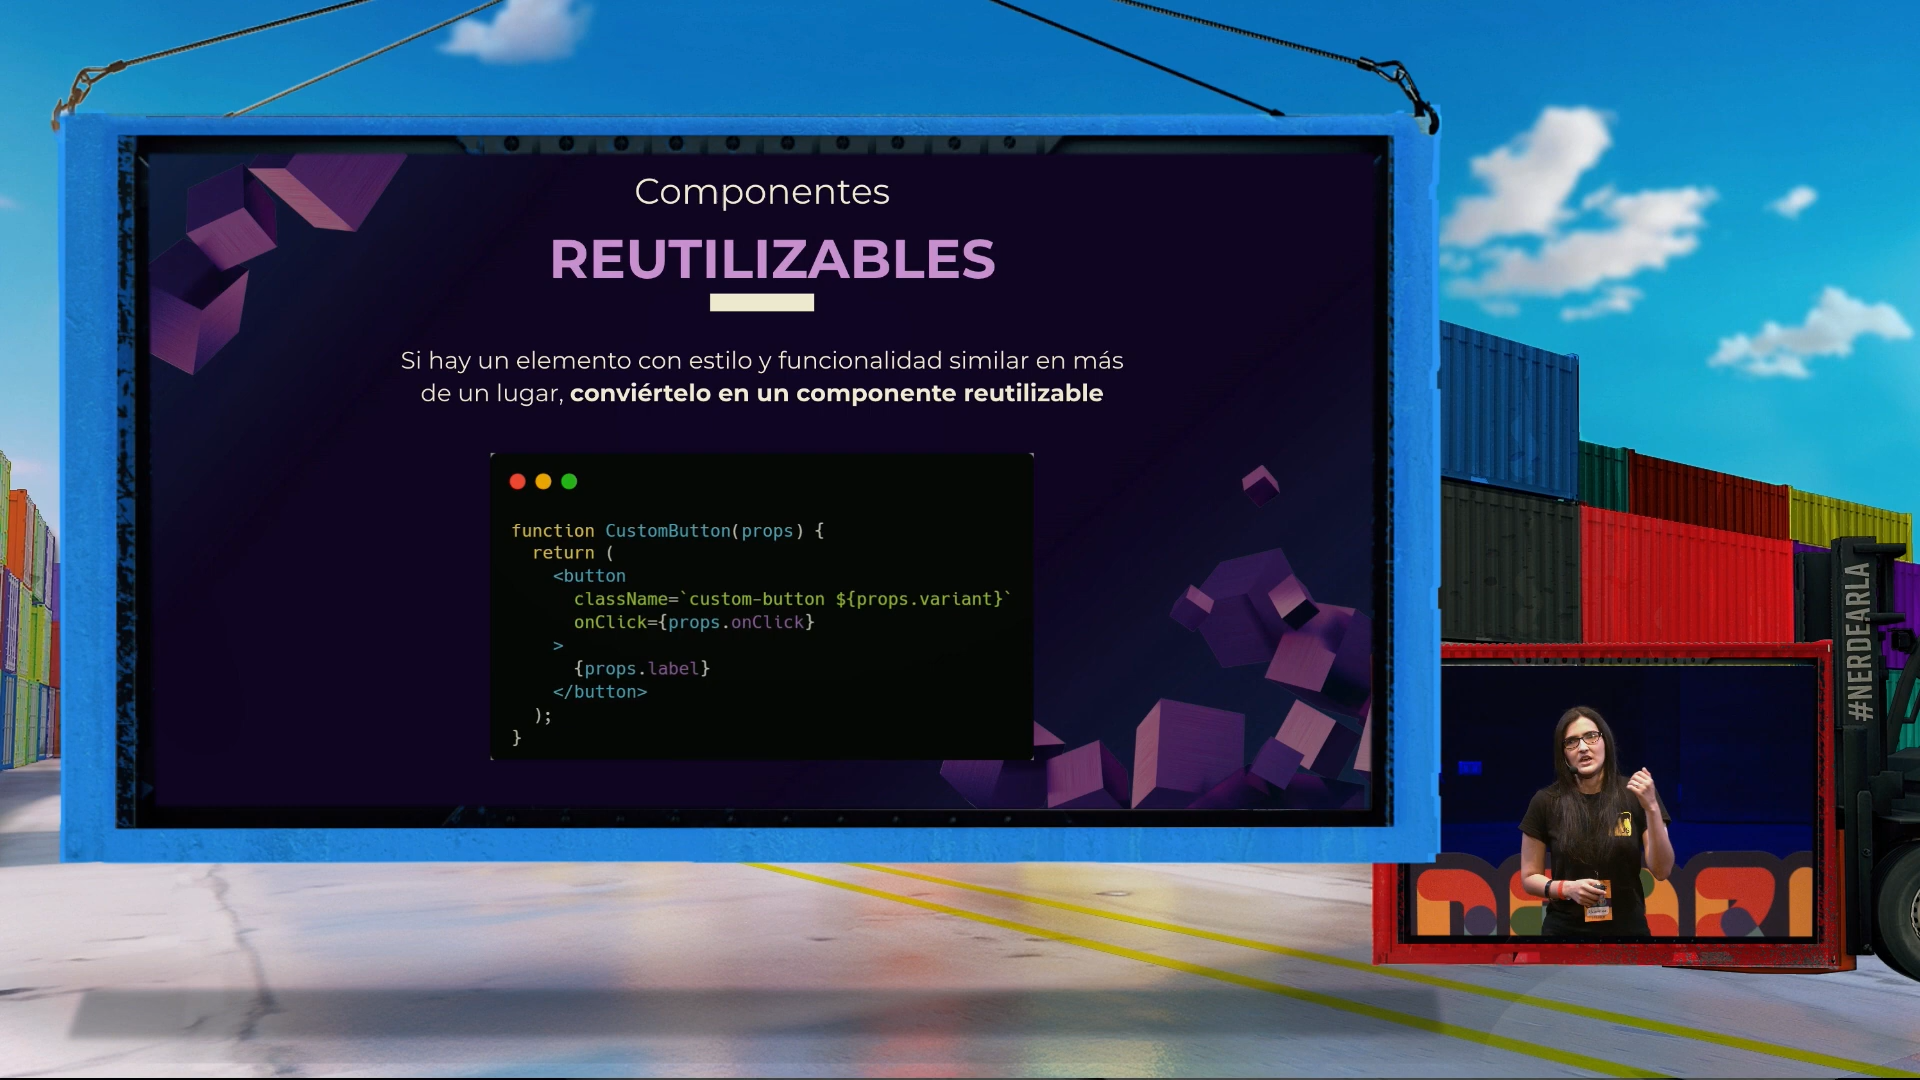 Componentes
REUTILIZABLES
Si hay un elemento con estilo y funcionalidad similar en más
de un lugar, conviértelo en un componente reutilizable
function CustomButton(props) {
  return (
    <button
      className=`custom-button ${props.variant}`
      onClick={props.onClick}
    >
      {props.label}
    </button>
  );
}
#NERDEARLA